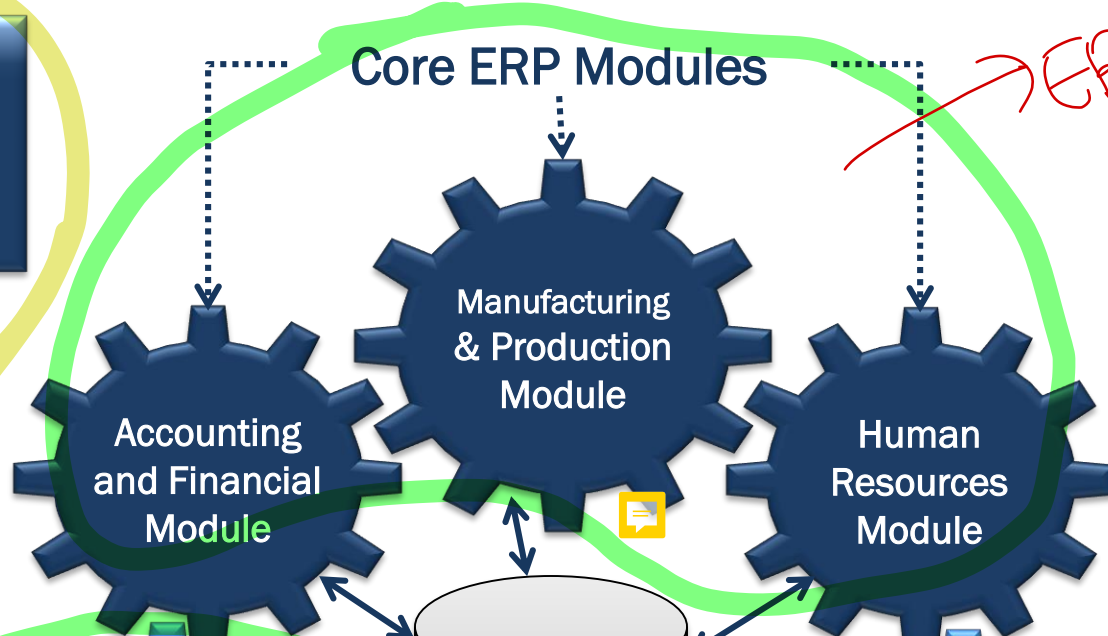 Core ERP Modules
Manufacturing
& Production
Module
Accounting
and Financial
Module
Human
Resources
Module